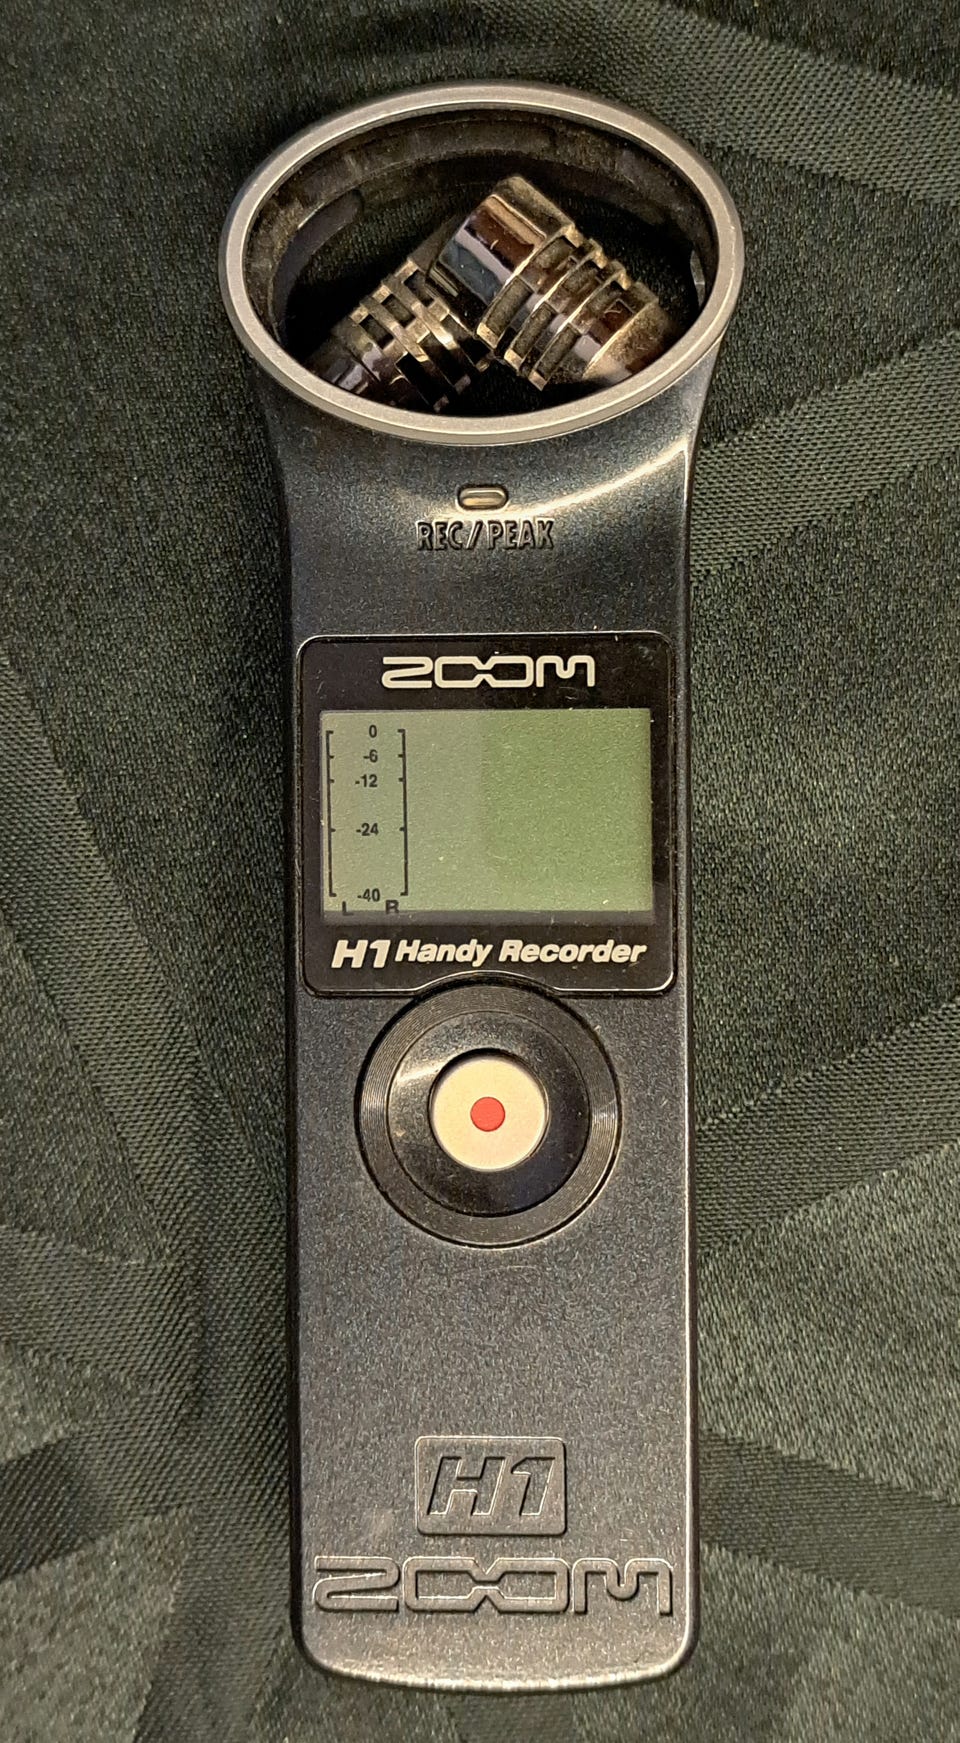 REC/PEAK
ZOOM
0
-6
-12
-24
-40
L R
H1 Handy Recorder
H1
ZOOM